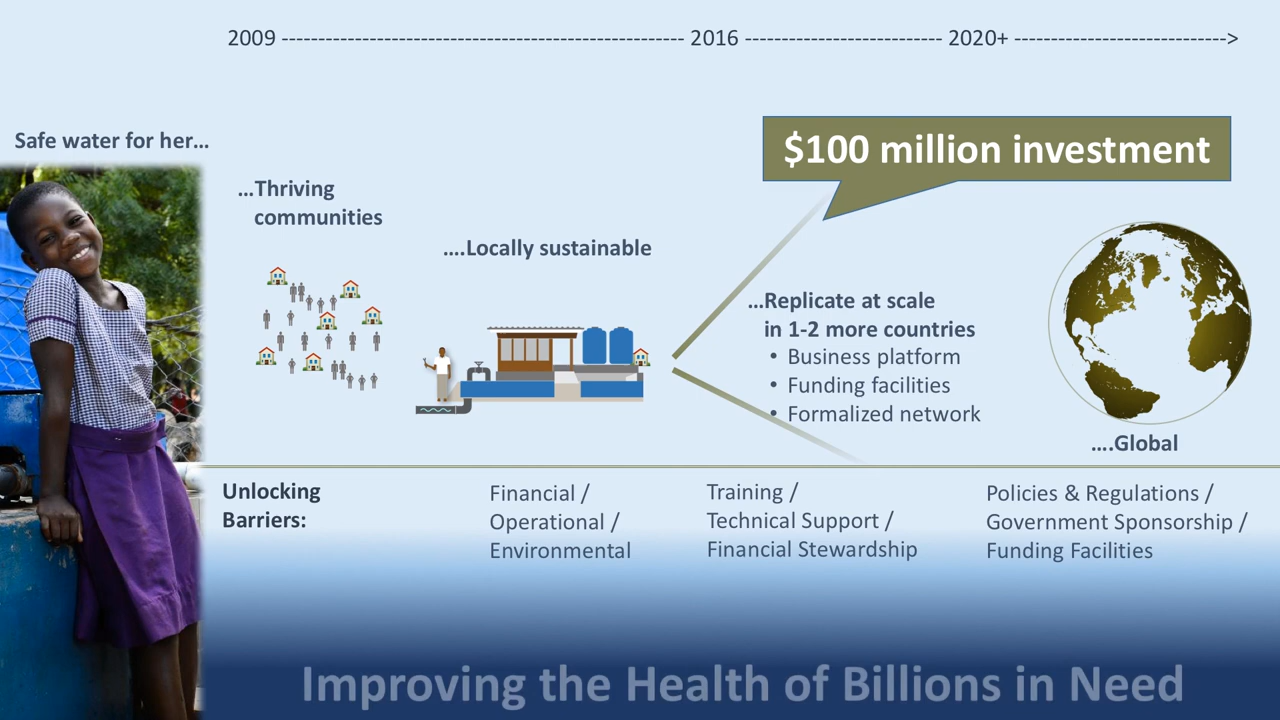 2009 ------------------------------------------------------- 2016 --------------------------- 2020+ ----------------------------->
Safe water for her…
$100 million investment
…Thriving
communities
….Locally sustainable
…Replicate at scale
in 1-2 more countries
• Business platform
• Funding facilities
• Formalized network
….Global
Unlocking
Barriers:
Financial /
Operational /
Environmental
Training /
Technical Support /
Financial Stewardship
Policies & Regulations /
Government Sponsorship /
Funding Facilities
Improving the Health of Billions in Need